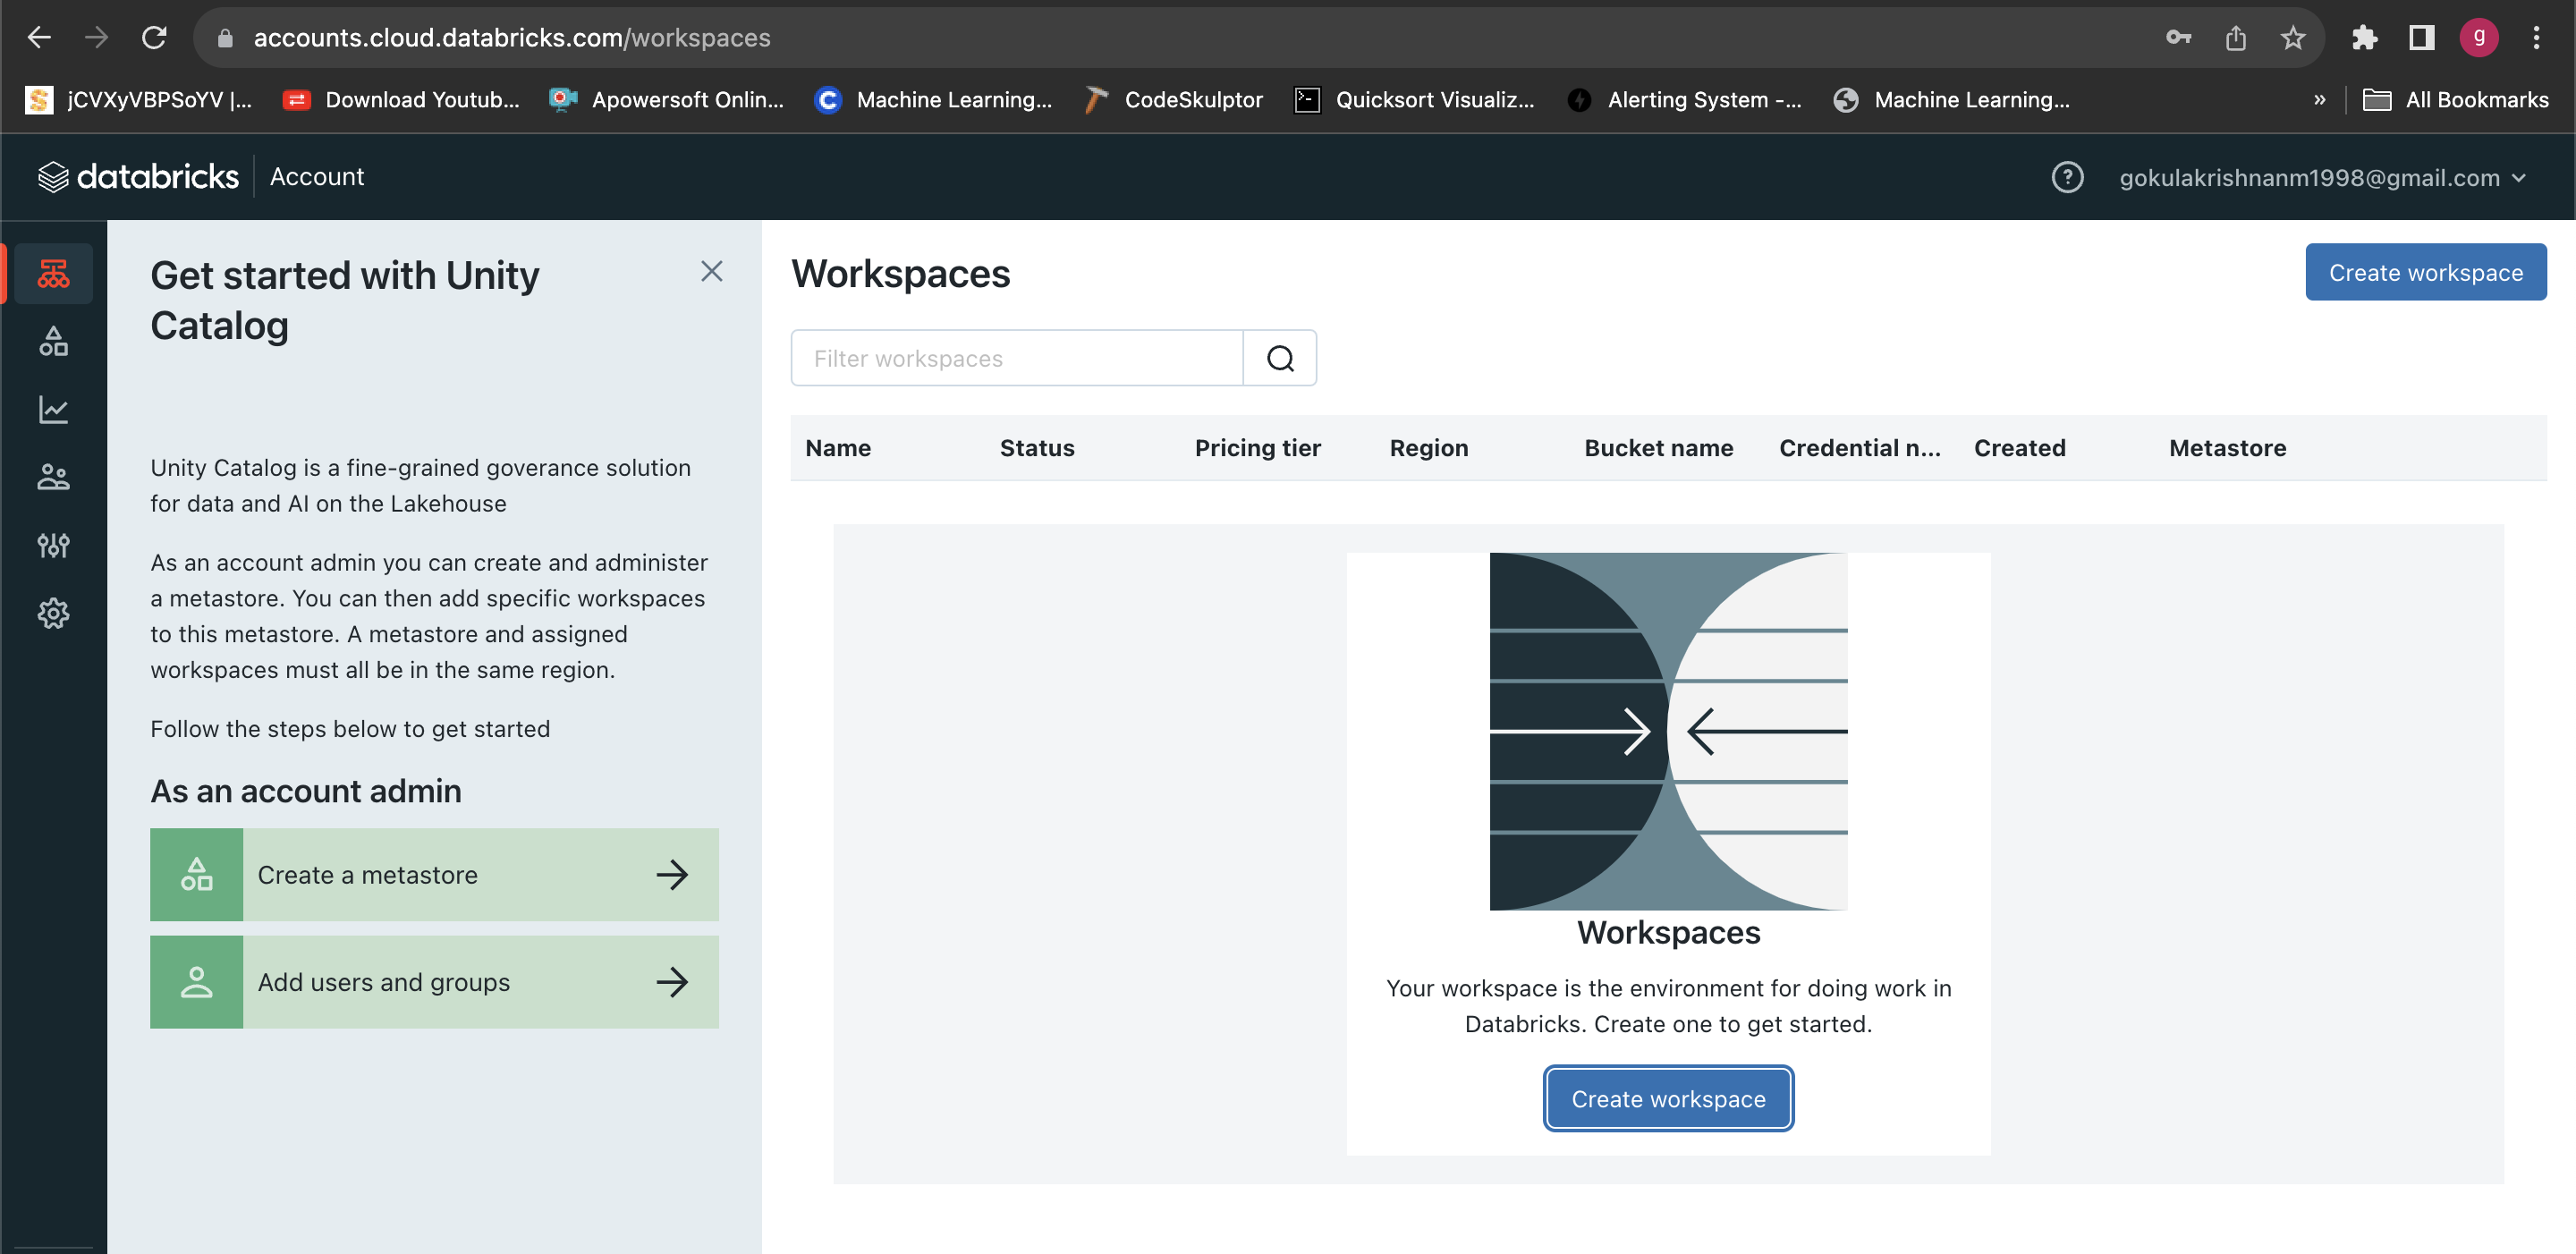 accounts.cloud.databricks.com/workspaces
g
jCVXyVBPSoYV |...
Download Youtub...
Apowersoft Onlin...
Machine Learning...
CodeSkulptor
Quicksort Visualiz...
Alerting System -...
Machine Learning...
»
All Bookmarks
databricks
Account
?
gokulakrishnanm1998@gmail.com
Get started with Unity
Catalog
Unity Catalog is a fine-grained goverance solution
for data and AI on the Lakehouse
As an account admin you can create and administer
a metastore. You can then add specific workspaces
to this metastore. A metastore and assigned
workspaces must all be in the same region.
Follow the steps below to get started
As an account admin
Create a metastore
Add users and groups
Workspaces
Create workspace
Filter workspaces
Name
Status
Pricing tier
Region
Bucket name
Credential n...
Created
Metastore
Workspaces
Your workspace is the environment for doing work in
Databricks. Create one to get started.
Create workspace